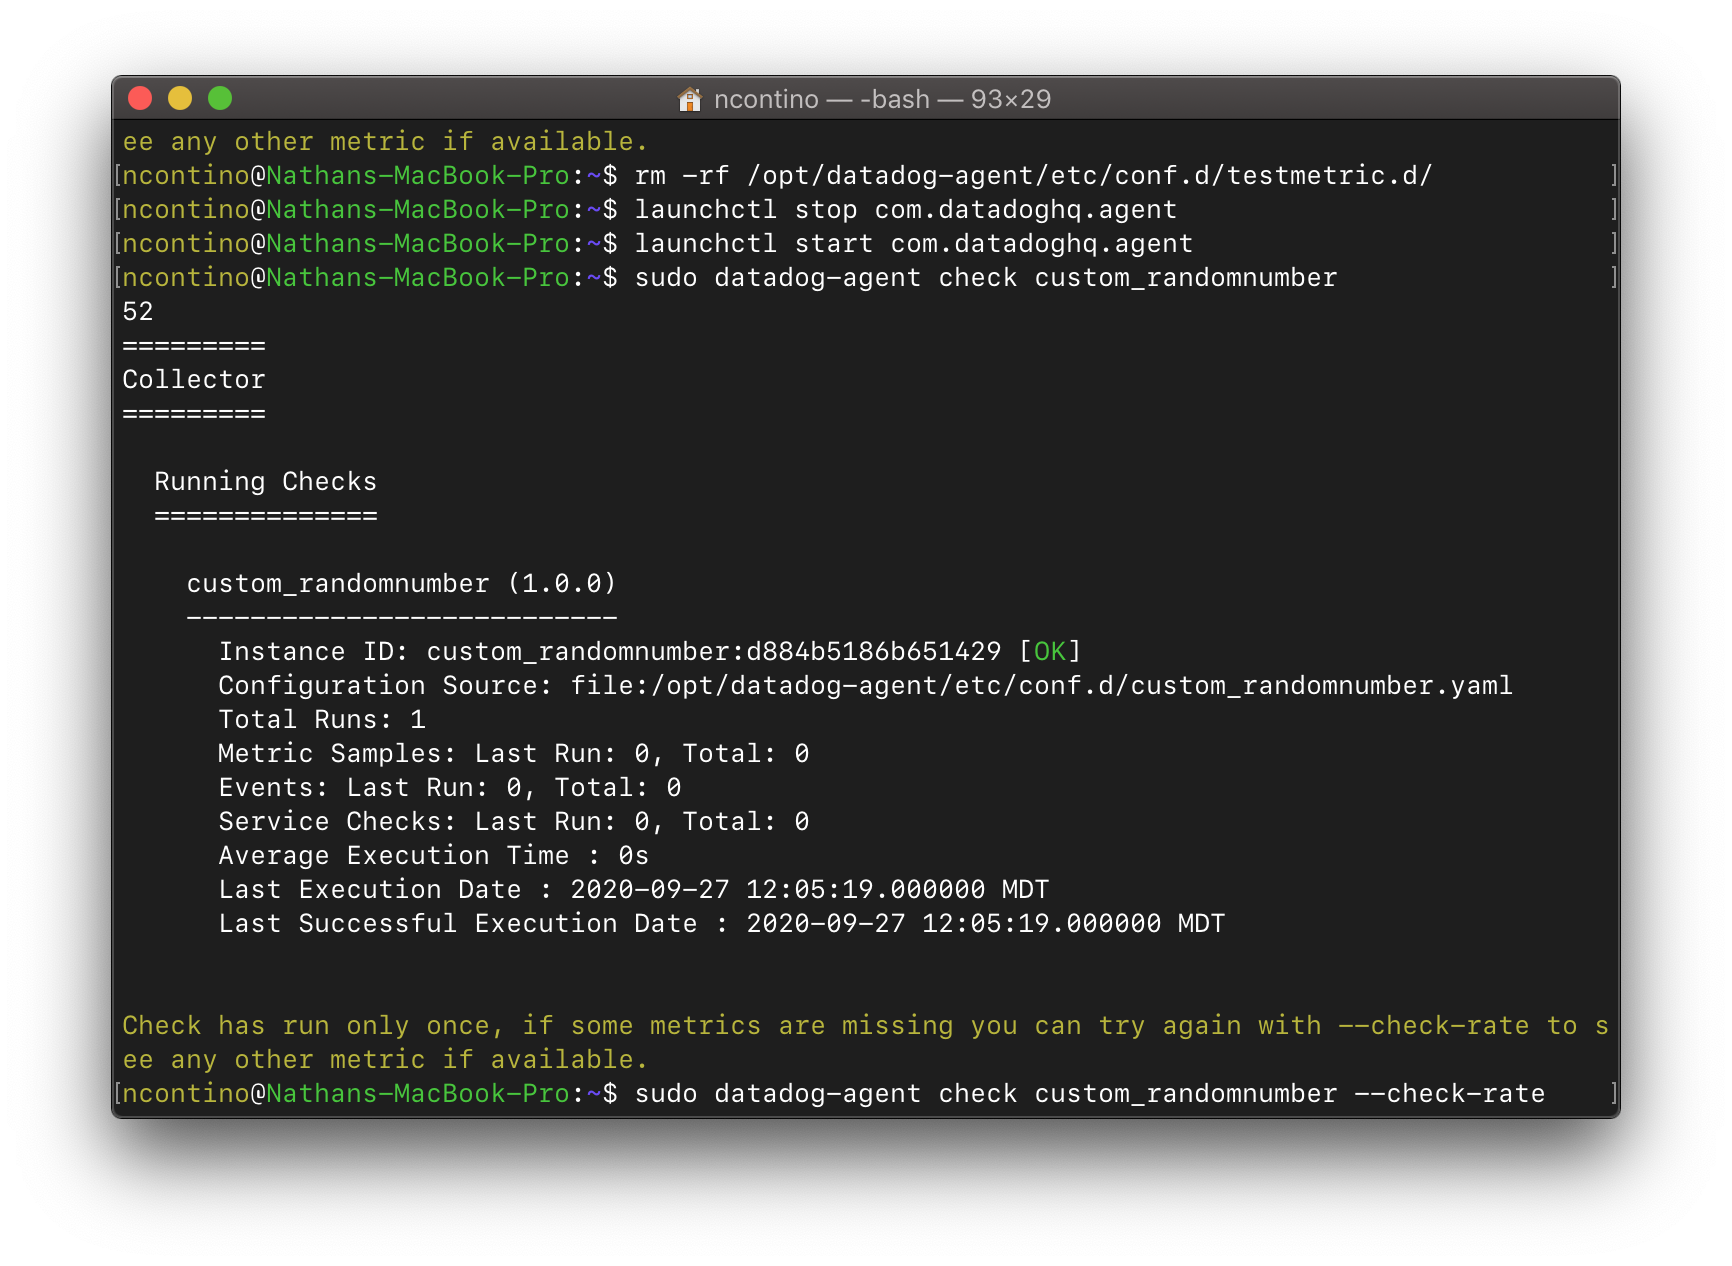 ncontino — -bash — 93×29
ee any other metric if available.
[ncontino@Nathans-MacBook-Pro:~$ rm -rf /opt/datadog-agent/etc/conf.d/testmetric.d/ ]
[ncontino@Nathans-MacBook-Pro:~$ launchctl stop com.datadoghq.agent ]
[ncontino@Nathans-MacBook-Pro:~$ launchctl start com.datadoghq.agent ]
[ncontino@Nathans-MacBook-Pro:~$ sudo datadog-agent check custom_randomnumber ]
52
=========
Collector
=========
Running Checks
==============
custom_randomnumber (1.0.0)
---------------------------
Instance ID: custom_randomnumber:d884b5186b651429 [OK]
Configuration Source: file:/opt/datadog-agent/etc/conf.d/custom_randomnumber.yaml
Total Runs: 1
Metric Samples: Last Run: 0, Total: 0
Events: Last Run: 0, Total: 0
Service Checks: Last Run: 0, Total: 0
Average Execution Time : 0s
Last Execution Date : 2020-09-27 12:05:19.000000 MDT
Last Successful Execution Date : 2020-09-27 12:05:19.000000 MDT
Check has run only once, if some metrics are missing you can try again with --check-rate to s
ee any other metric if available.
[ncontino@Nathans-MacBook-Pro:~$ sudo datadog-agent check custom_randomnumber --check-rate ]